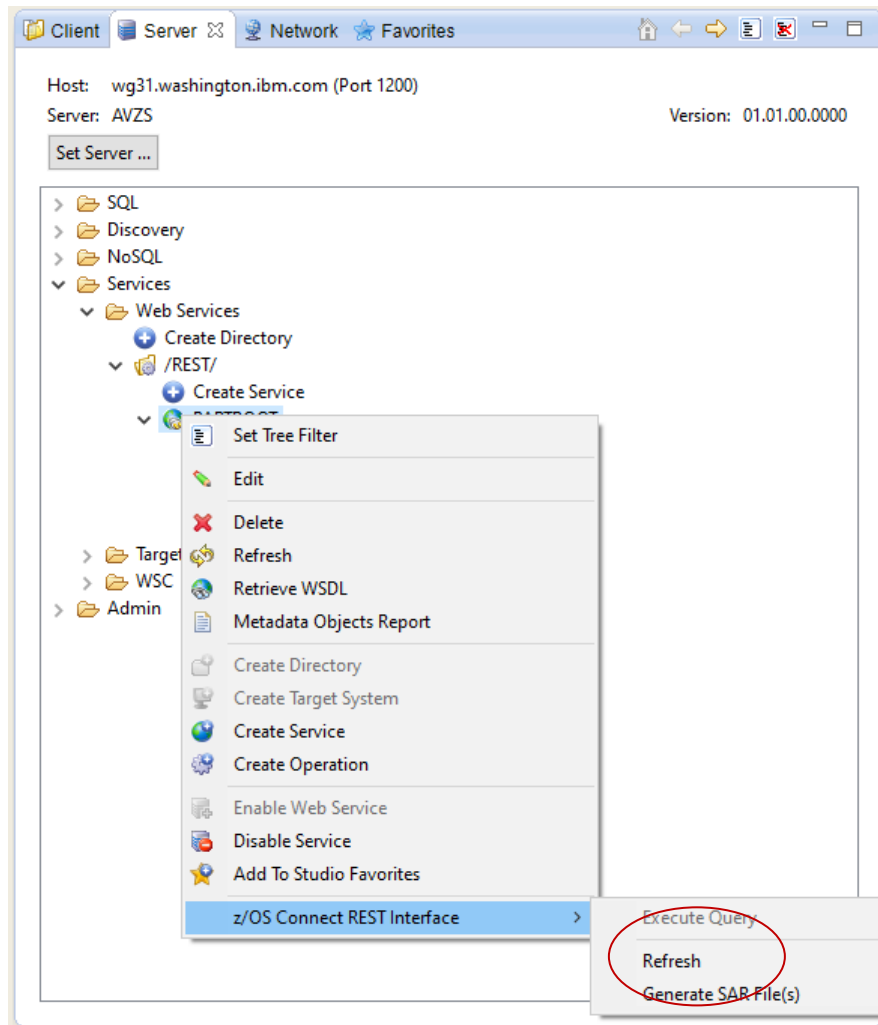 Client Server Network Favorites
Host: wg31.washington.ibm.com (Port 1200)
Server: AVZS Version: 01.01.00.0000
Set Server ...
SQL
Discovery
NoSQL
Services
Web Services
Create Directory
/REST/
Create Service
Set Tree Filter
Edit
Delete
Target Refresh
WSC Retrieve WSDL
Admin Metadata Objects Report
Create Directory
Create Target System
Create Service
Create Operation
Enable Web Service
Disable Service
Add To Studio Favorites
z/OS Connect REST Interface
Execute Query
Refresh
Generate SAR File(s)